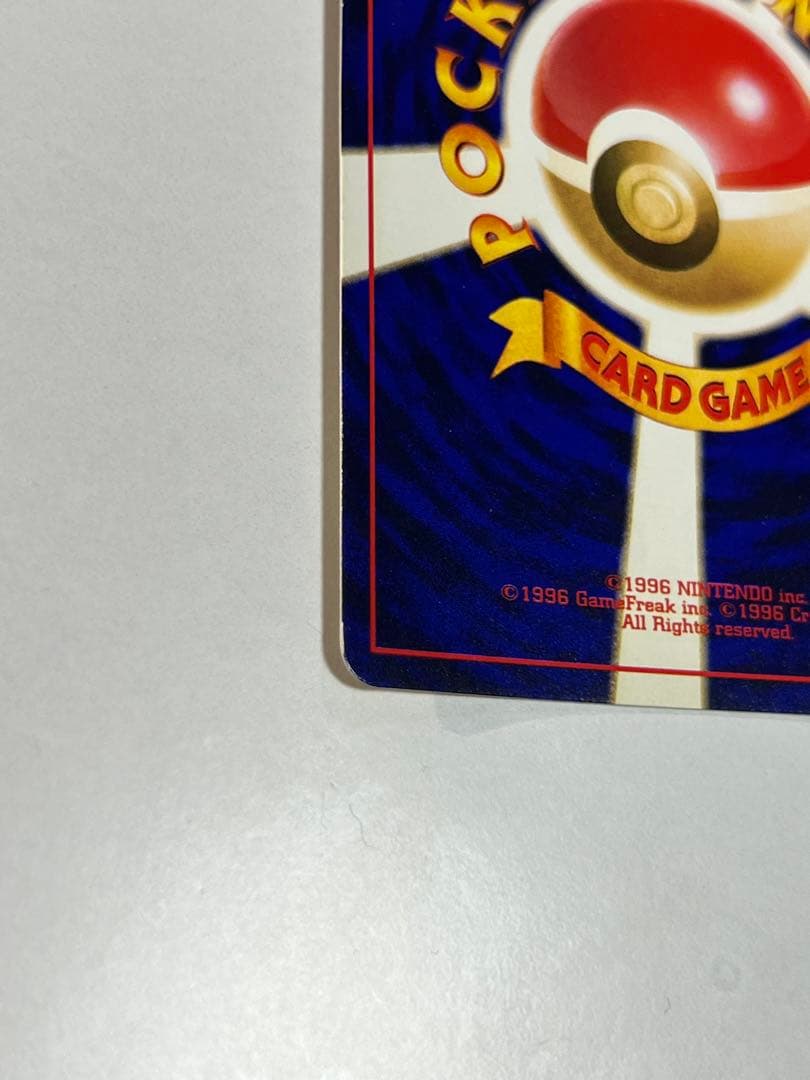 POCK
CARD GAME
©1996 NINTENDO inc.
©1996 GameFreak inc. ©1996 Cr
All Rights reserved.